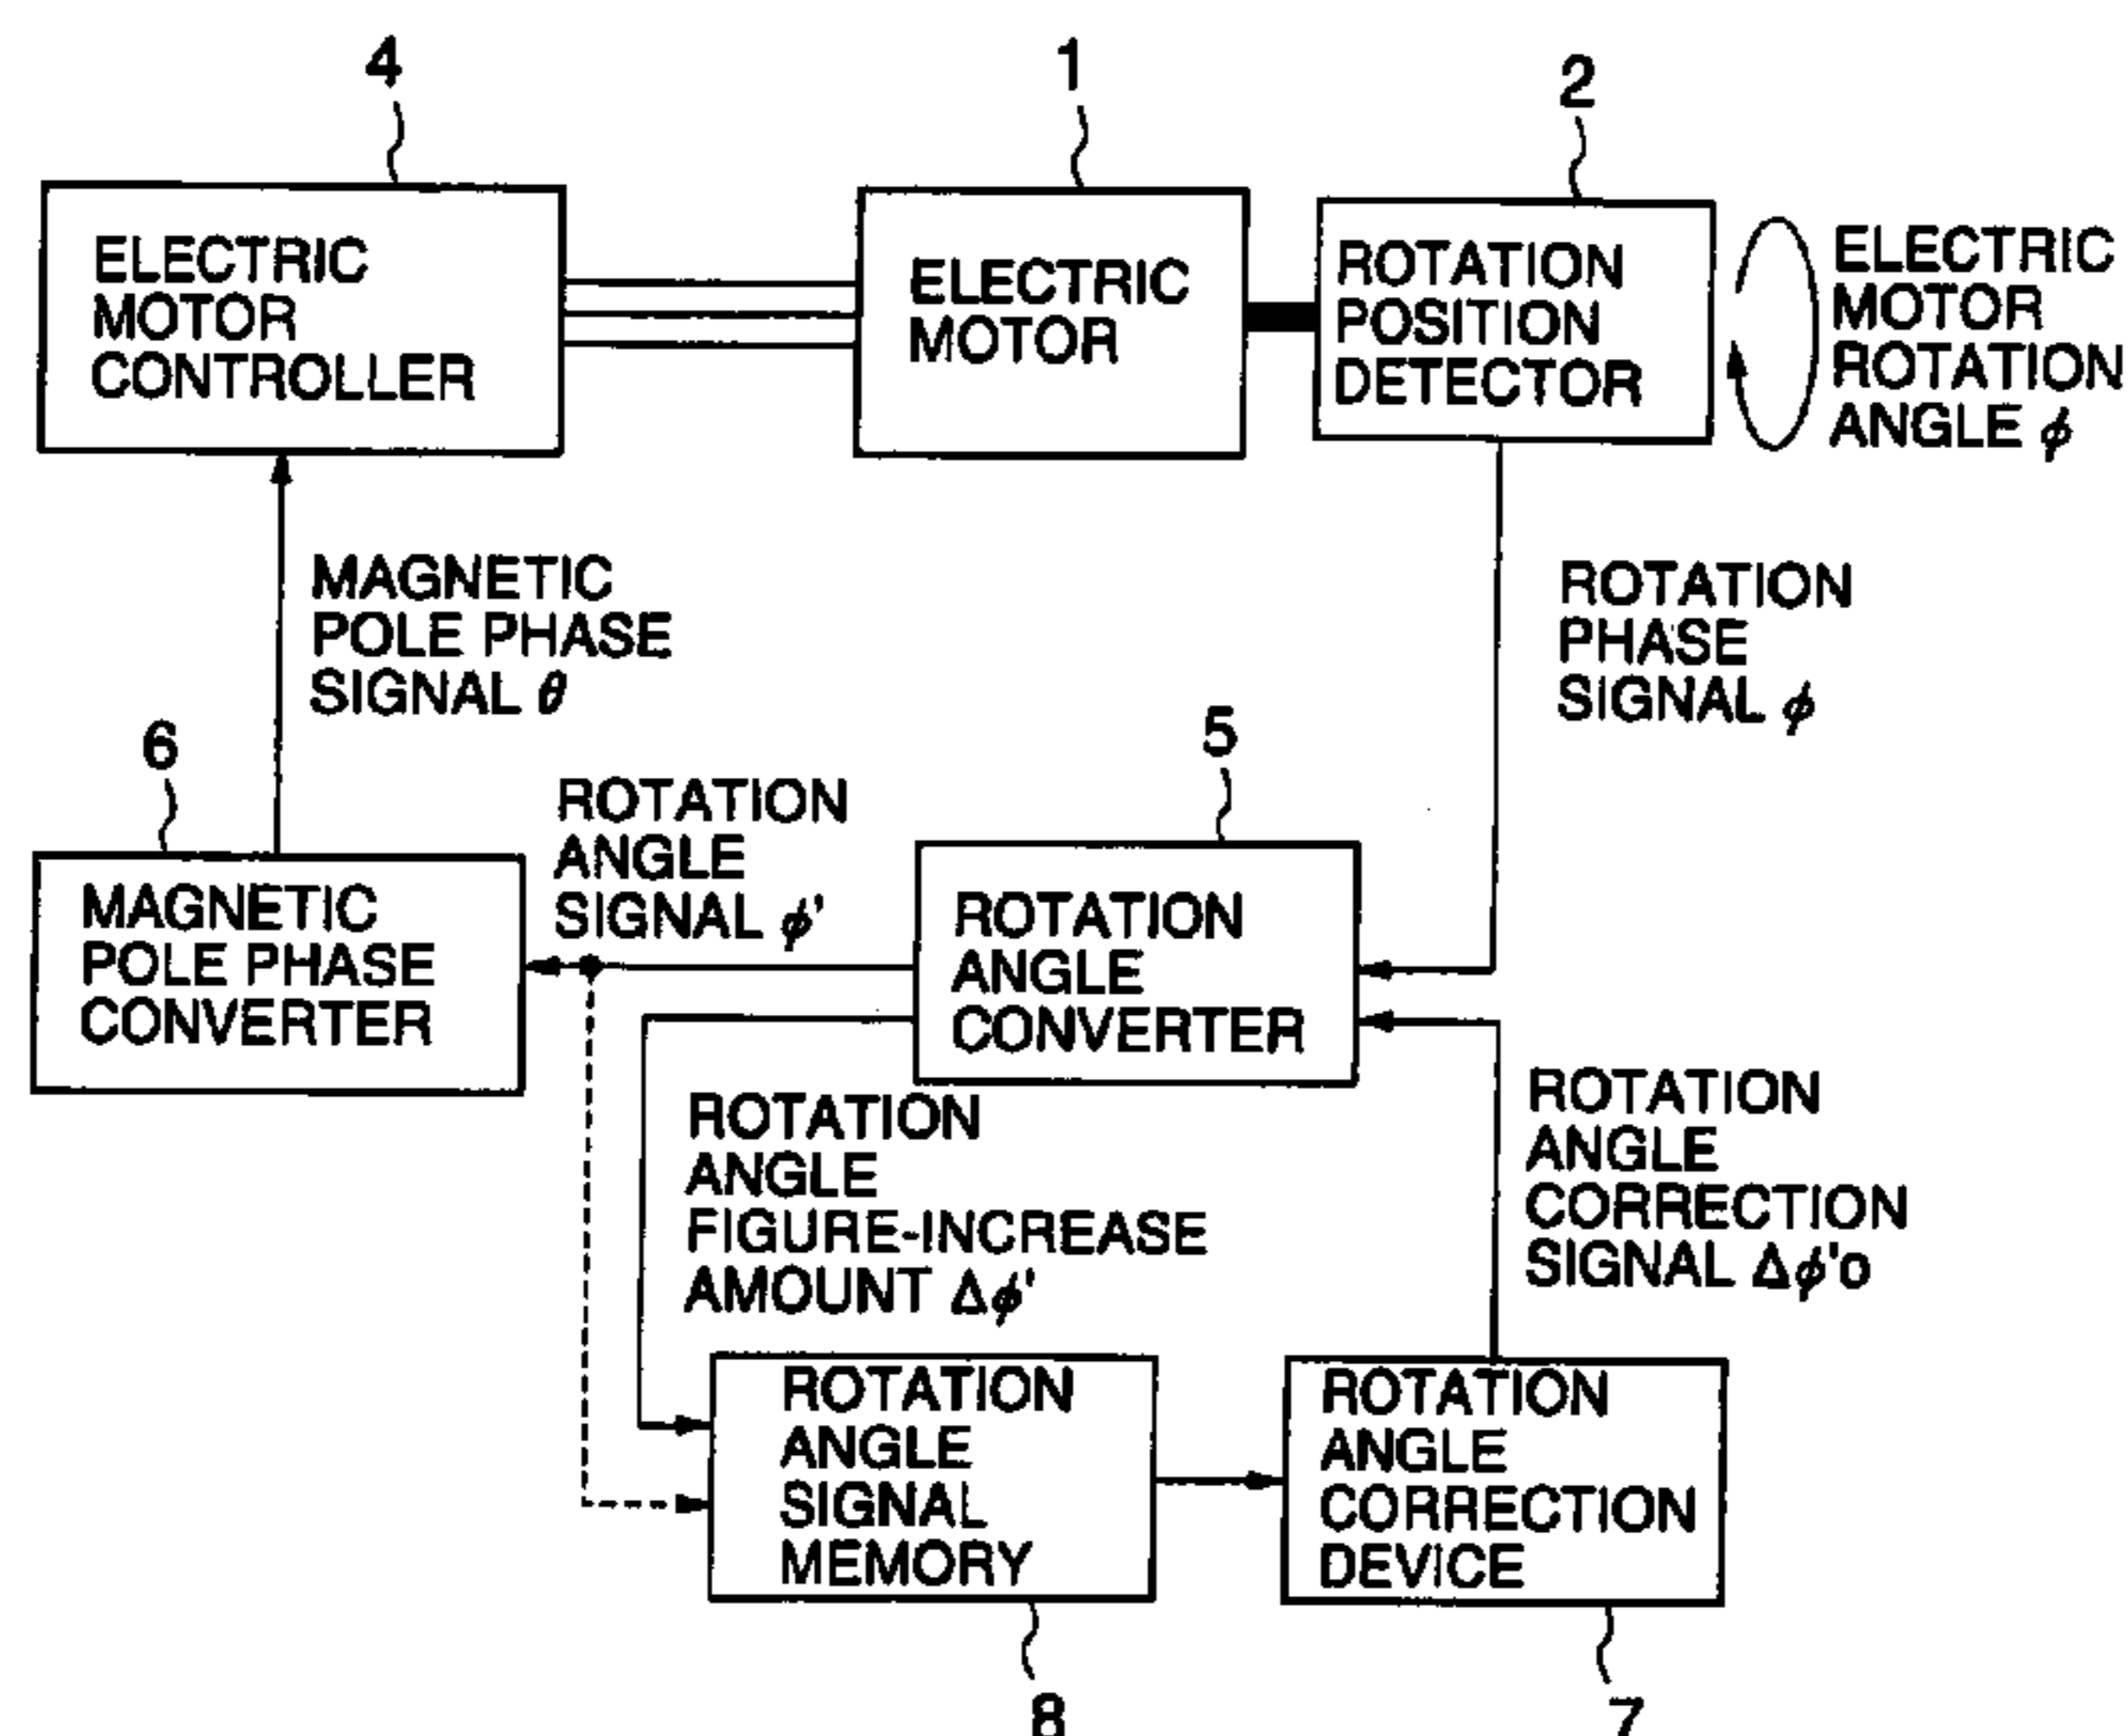 4
1
2
ELECTRIC
MOTOR
CONTROLLER
ELECTRIC
MOTOR
ROTATION
POSITION
DETECTOR
ELECTRIC
MOTOR
ROTATION
ANGLE ϕ
MAGNETIC
POLE PHASE
SIGNAL θ
ROTATION
PHASE
SIGNAL ϕ
6
5
ROTATION
ANGLE
SIGNAL ϕ'
MAGNETIC
POLE PHASE
CONVERTER
ROTATION
ANGLE
CONVERTER
ROTATION
ANGLE
FIGURE-INCREASE
AMOUNT Δϕ'
ROTATION
ANGLE
CORRECTION
SIGNAL Δϕ'o
ROTATION
ANGLE
SIGNAL
MEMORY
ROTATION
ANGLE
CORRECTION
DEVICE
8
7